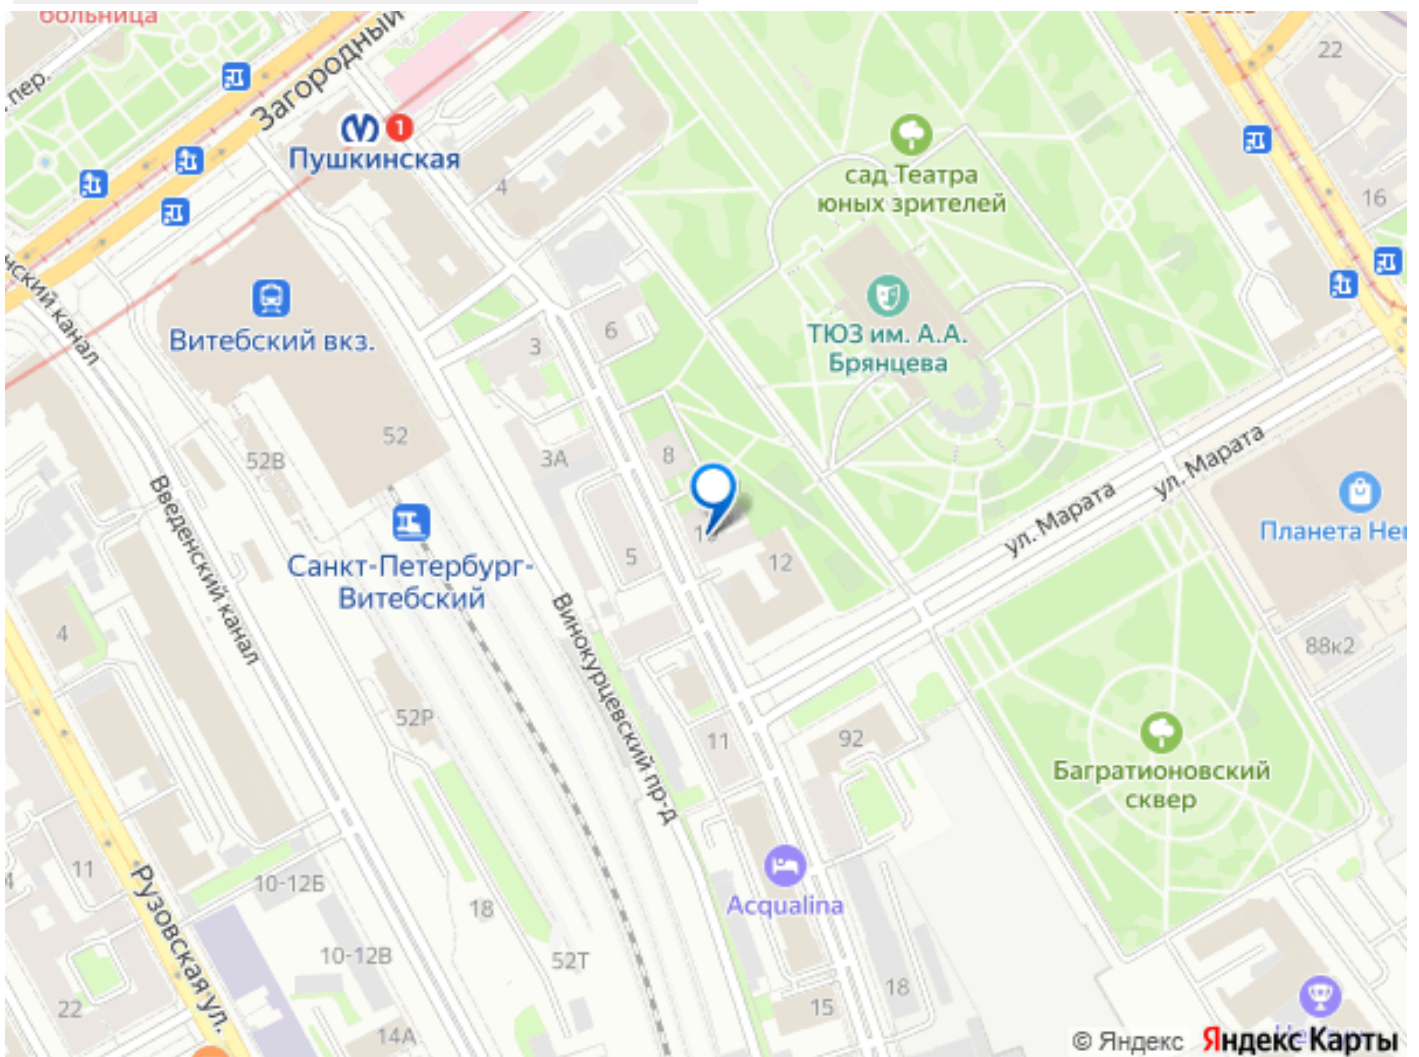 больница
22
пер.
Загородный
1
Пушкинская
4
сад Театра
юных зрителей
16
Витебский вкз.
6
3
ТЮЗ им. А.А.
Брянцева
52
52В
3А
8
ул. Марата
ул. Марата
Введенский канал
Санкт-Петербург-
Витебский
5
12
Планета
Винокурцевский пр-д
4
88к2
52Р
11
92
Багратионовский
сквер
Рузовская ул.
11
10-12Б
18
Acqualina
10-12В
52Т
18
15
22
14А
© Яндекс Яндекс Карты